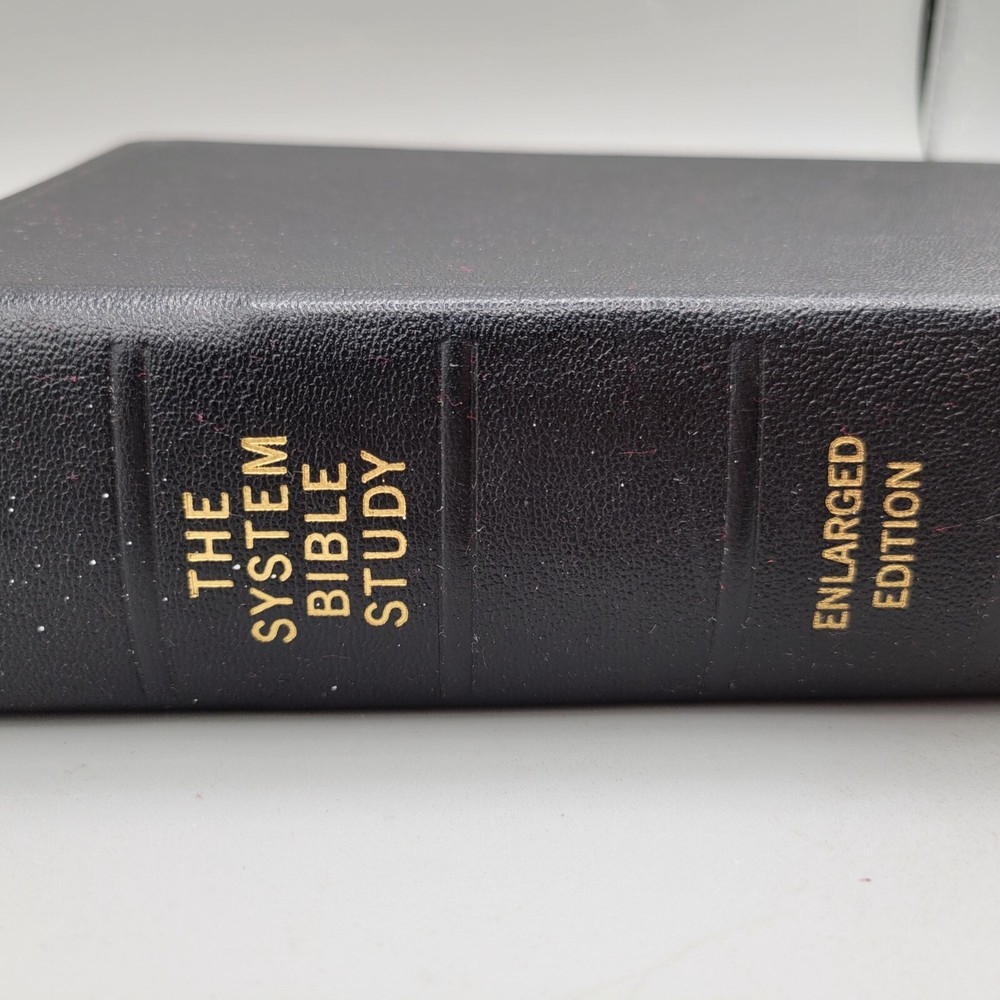 THE
SYSTEM
BIBLE
STUDY
ENLARGED
EDITION